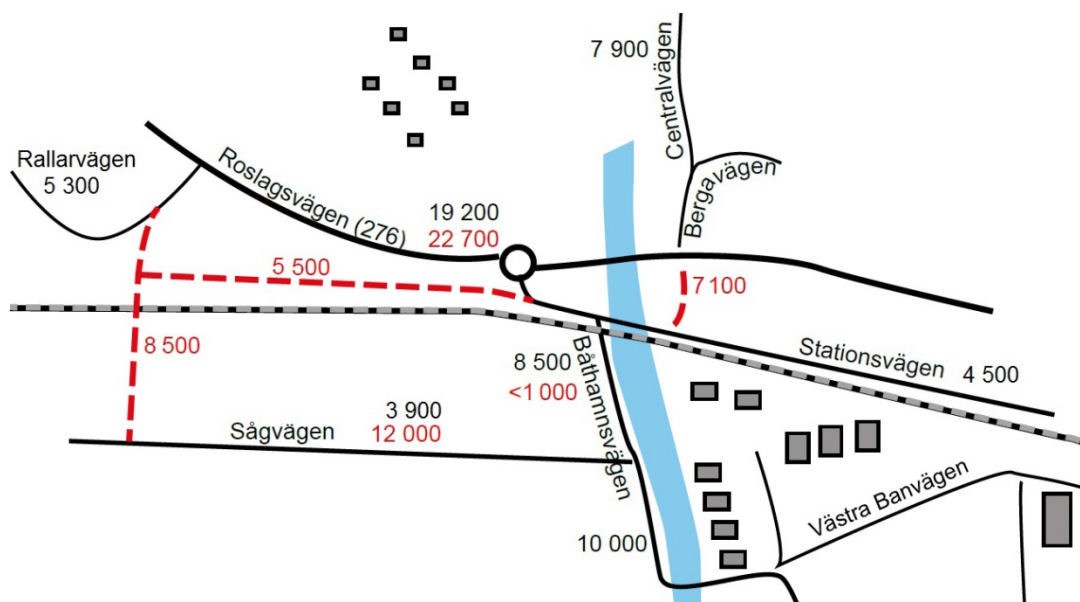 7 900
Centralvägen
Rallarvägen
5 300
Roslagsvägen (276)
Bergavägen
19 200
22 700
5 500
7 100
8 500
8 500
<1 000
Båthamnsvägen
Stationsvägen
4 500
3 900
12 000
Sågvägen
Västra Banvägen
10 000